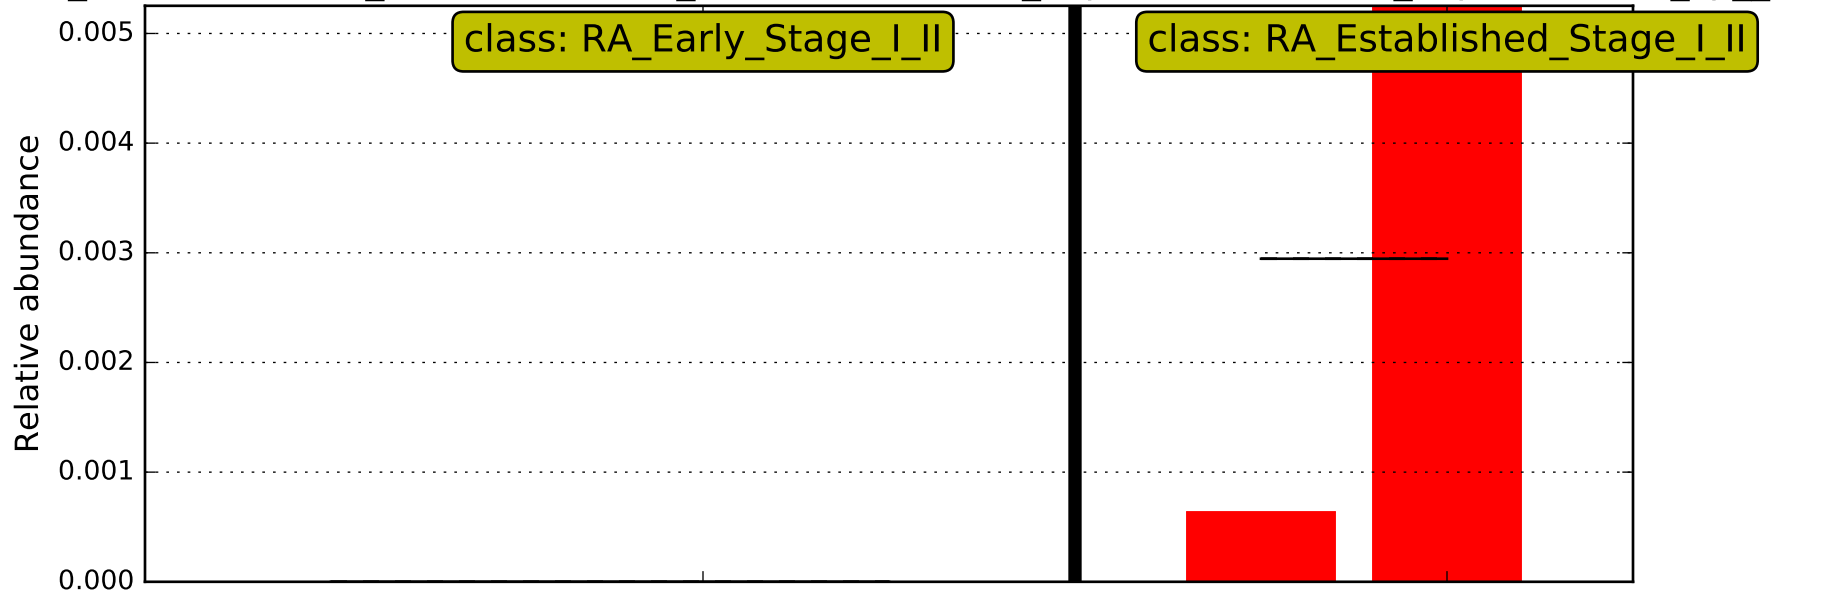 class: RA_Early_Stage_I_II
class: RA_Established_Stage_I_II
0.005
0.004
0.003
0.002
0.001
0.000
Relative abundance